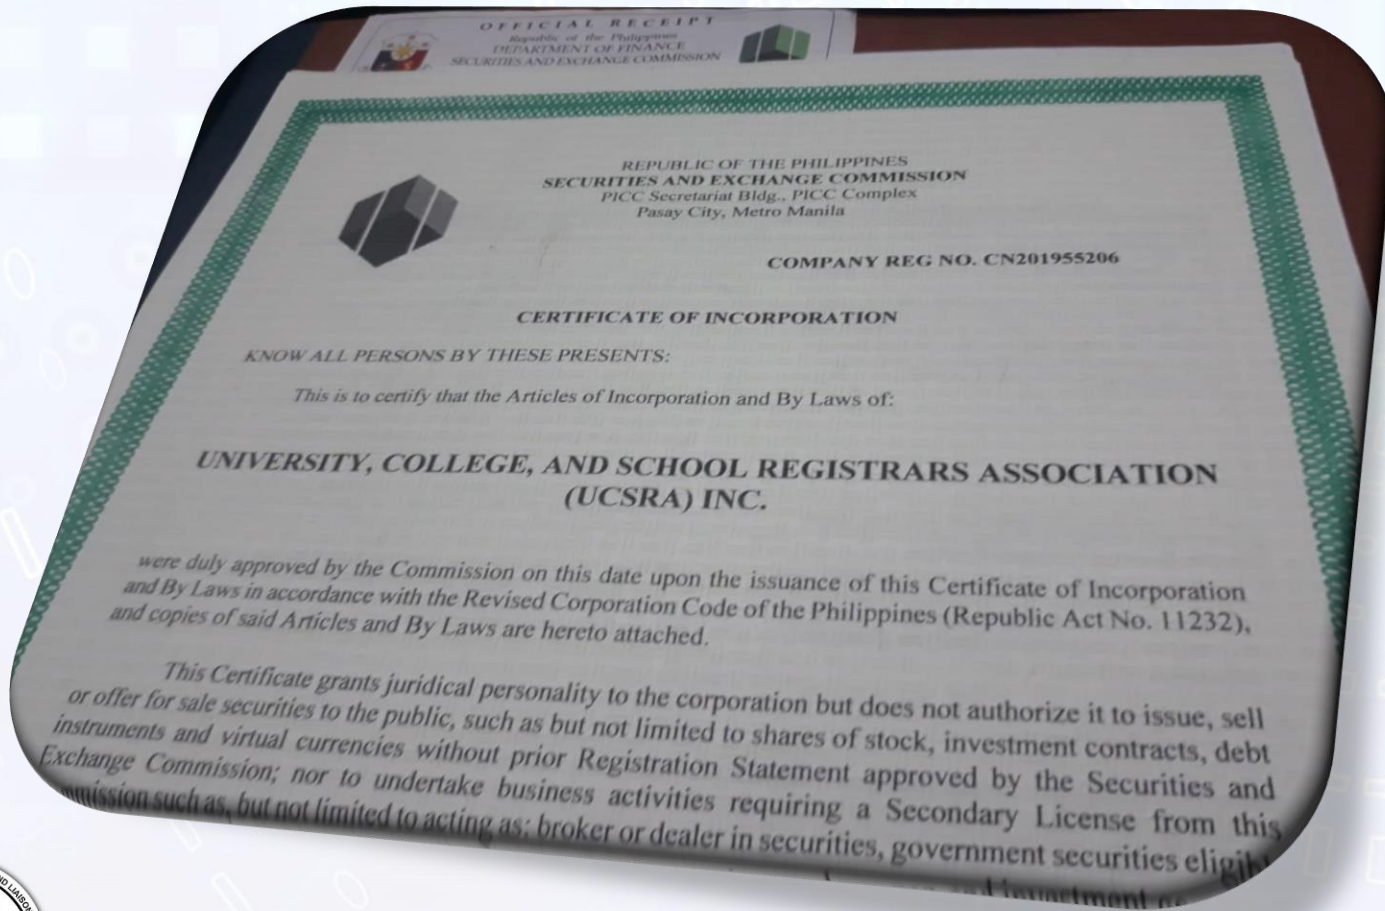 OFFICIAL RECEIPT
Republic of the Philippines
DEPARTMENT OF FINANCE
SECURITIES AND EXCHANGE COMMISSION
REPUBLIC OF THE PHILIPPINES
SECURITIES AND EXCHANGE COMMISSION
PICC Secretariat Bldg., PICC Complex
Pasay City, Metro Manila
COMPANY REG NO. CN201955206
CERTIFICATE OF INCORPORATION
KNOW ALL PERSONS BY THESE PRESENTS:
This is to certify that the Articles of Incorporation and By Laws of:
UNIVERSITY, COLLEGE, AND SCHOOL REGISTRARS ASSOCIATION
(UCSRA) INC.
were duly approved by the Commission on this date upon the issuance of this Certificate of Incorporation
and By Laws in accordance with the Revised Corporation Code of the Philippines (Republic Act No. 11232),
and copies of said Articles and By Laws are hereto attached.
This Certificate grants juridical personality to the corporation but does not authorize it to issue, sell
or offer for sale securities to the public, such as but not limited to shares of stock, investment contracts, debt
instruments and virtual currencies without prior Registration Statement approved by the Securities and
Exchange Commission; nor to undertake business activities requiring a Secondary License from this
mmission such as, but not limited to acting as: broker or dealer in securities, government securities eligib
and investment
ND LIAISON